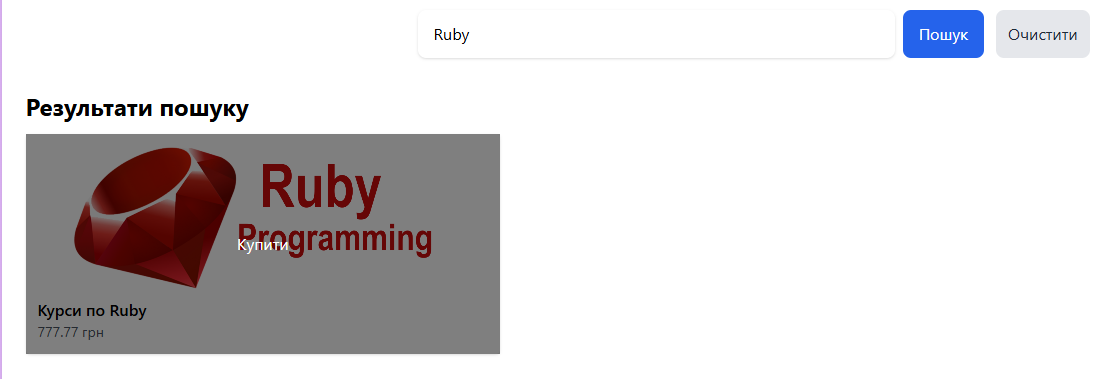 Ruby
Пошук
Очистити
Результати пошуку
Ruby
Programming
Купити
Курси по Ruby
777.77 грн